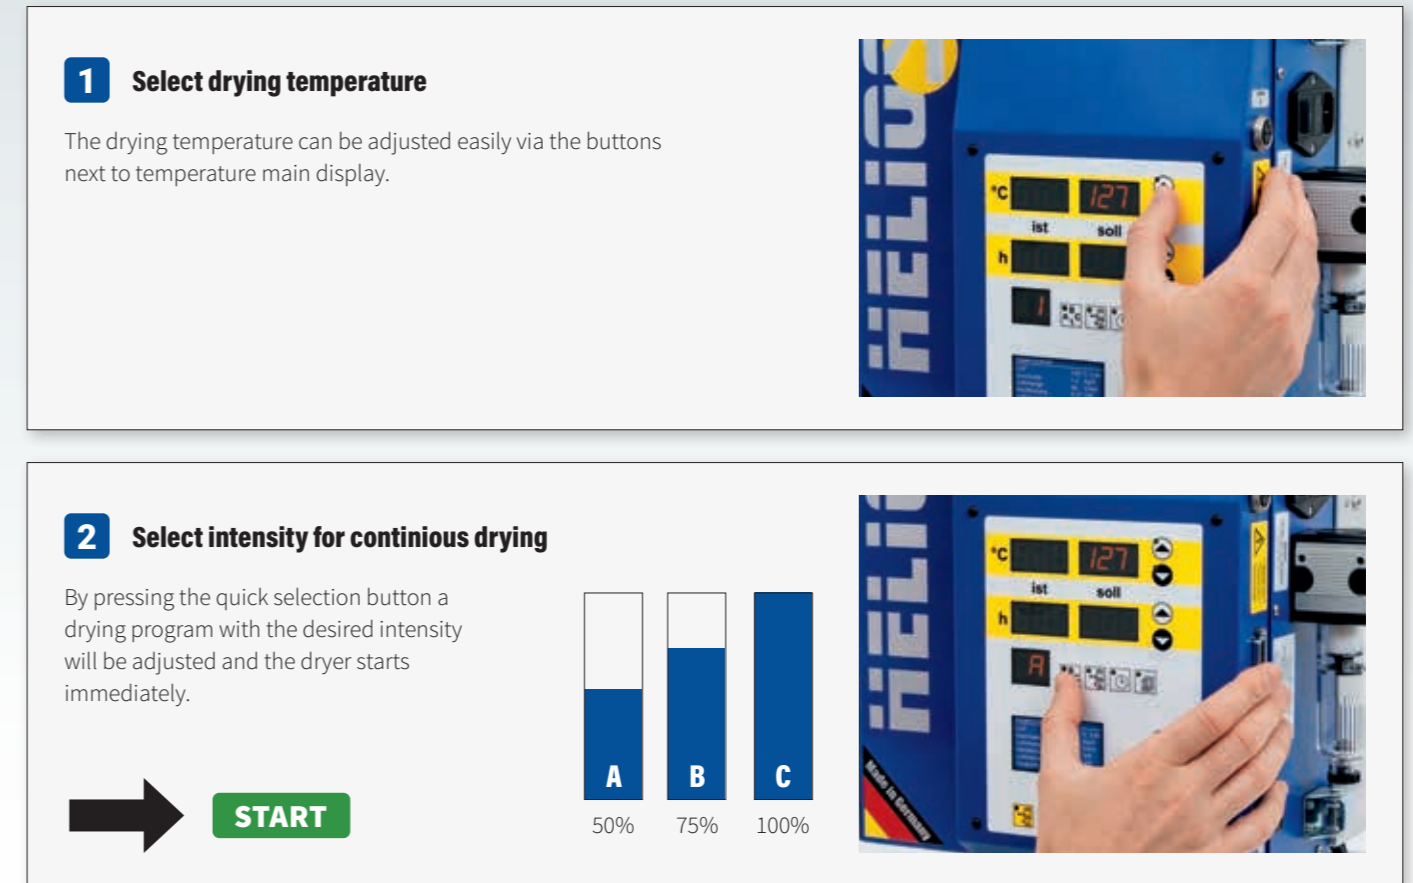 1 Select drying temperature
The drying temperature can be adjusted easily via the buttons
next to temperature main display.
HELIOS
°C 127
ist soll
h
1
2 Select intensity for continious drying
By pressing the quick selection button a
drying program with the desired intensity
will be adjusted and the dryer starts
immediately.
START
A B C
50% 75% 100%
HELIO
°C 127
ist soll
h
A
Made in Germany